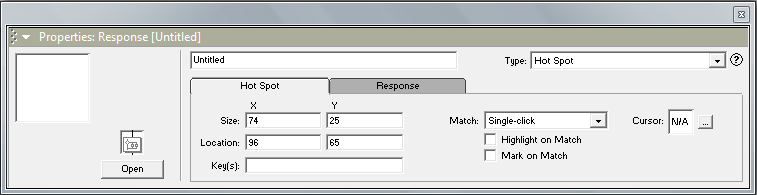 Properties: Response [Untitled]
Untitled
Type: Hot Spot
Hot Spot
Response
X Y
Size: 74 25
Match: Single-click
Cursor: N/A ...
Highlight on Match
Location: 96 65
Mark on Match
Key(s):
Open